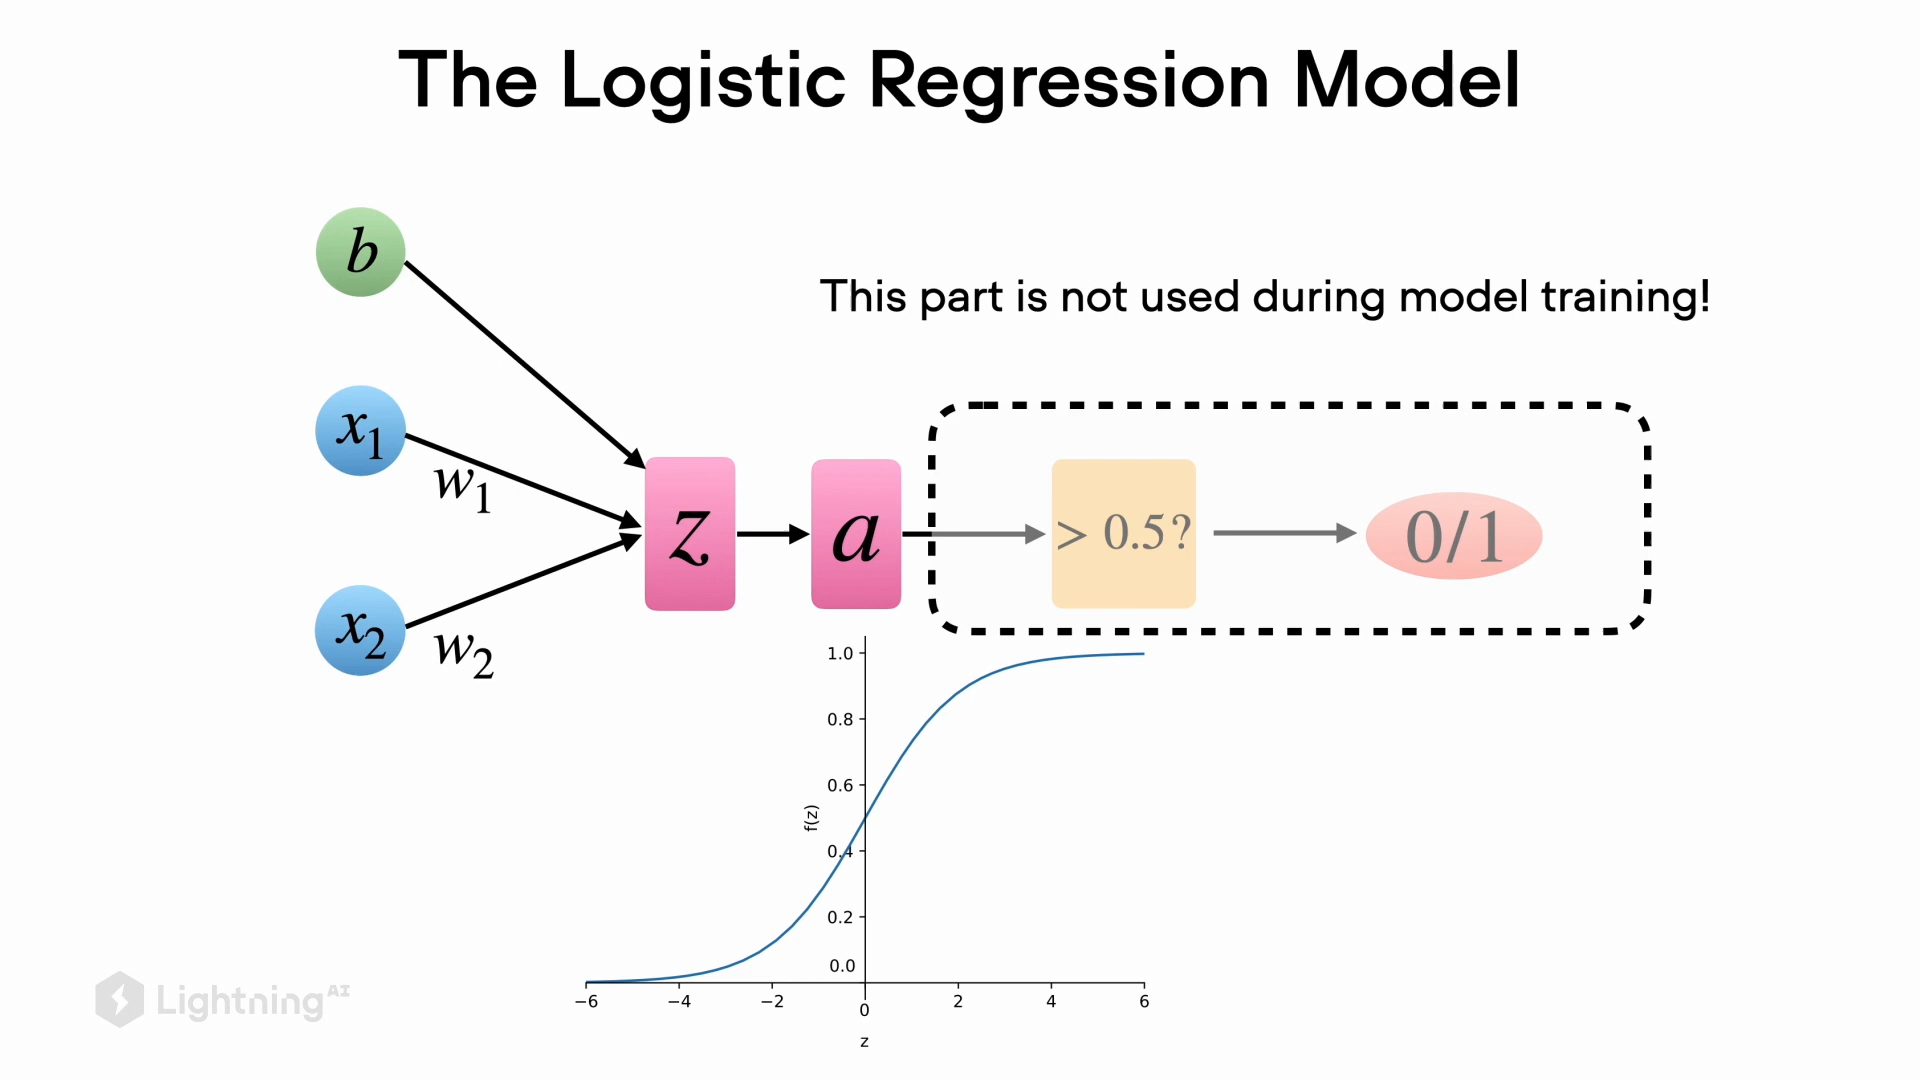 The Logistic Regression Model
b
This part is not used during model training!
x1
w1
z
a
> 0.5?
0/1
x2
w2
1.0
0.8
0.6
f(z)
0.4
0.2
0.0
−6 −4 −2 0 2 4 6
z
Lightning AI